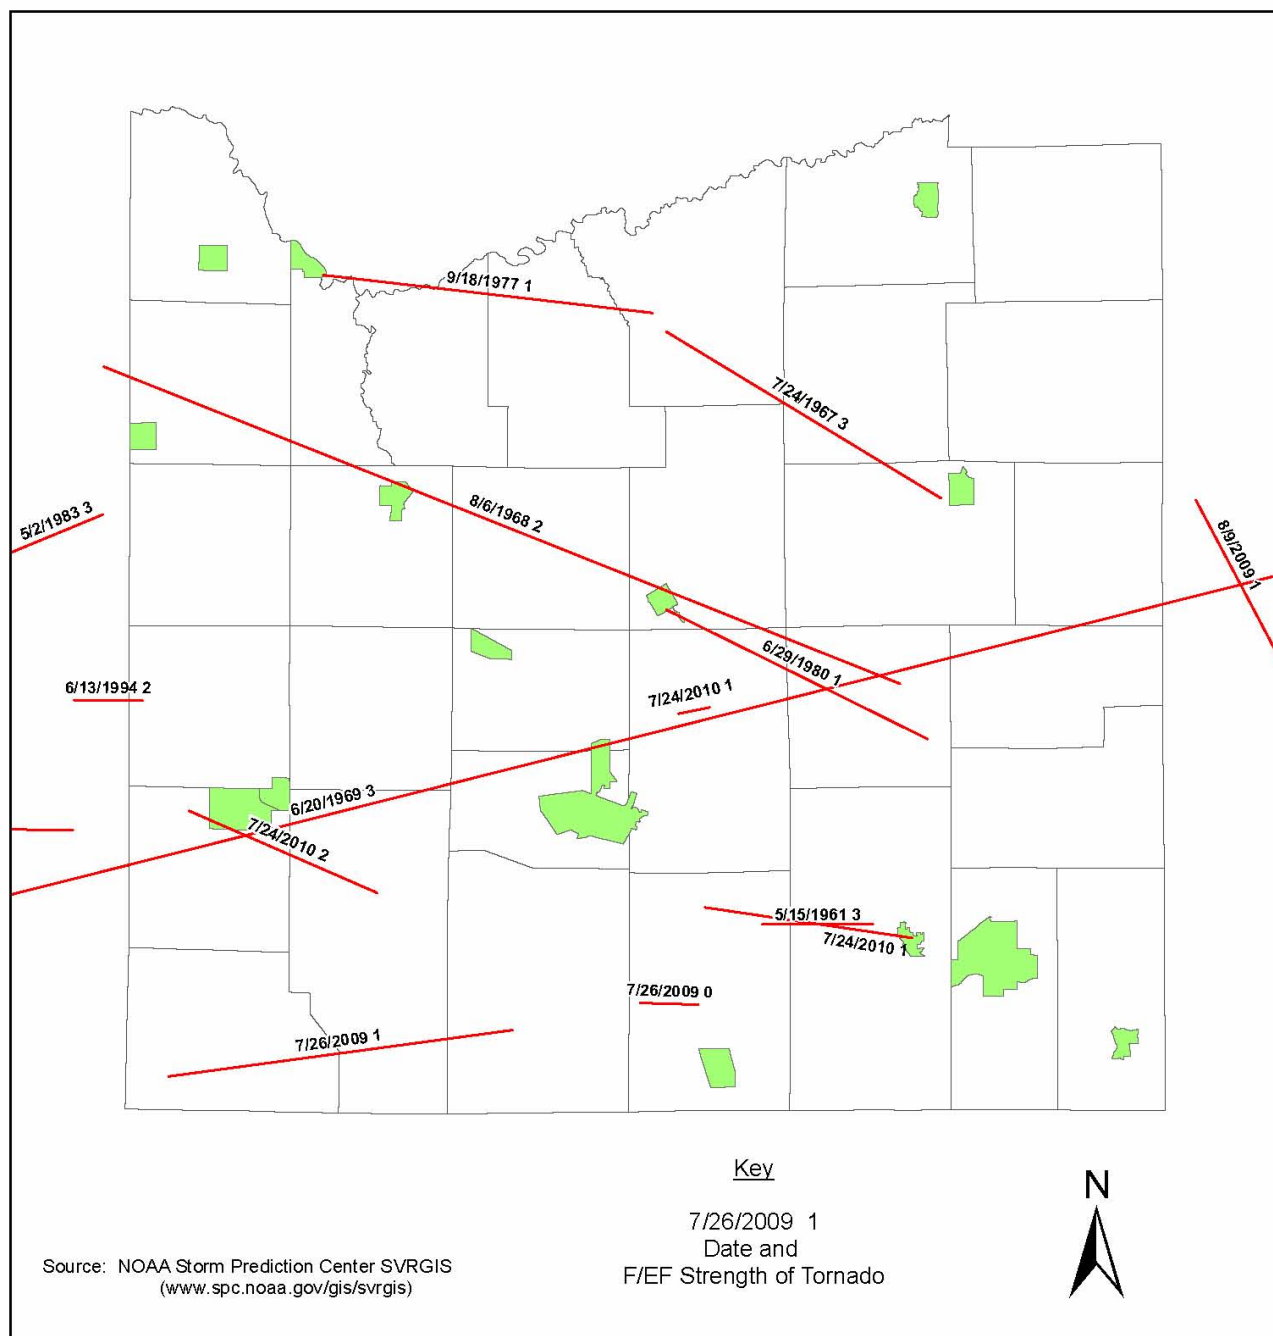 9/18/1977 1
7/24/1967 3
8/6/1968 2
5/2/1983 3
8/9/2009 1
6/29/1980 1
6/13/1994 2
7/24/2010 1
6/20/1969 3
7/24/2010 2
5/15/1961 3
7/24/2010 1
7/26/2009 0
7/26/2009 1
Key
7/26/2009 1
Date and
F/EF Strength of Tornado
N
Source: NOAA Storm Prediction Center SVRGIS
(www.spc.noaa.gov/gis/svrgis)